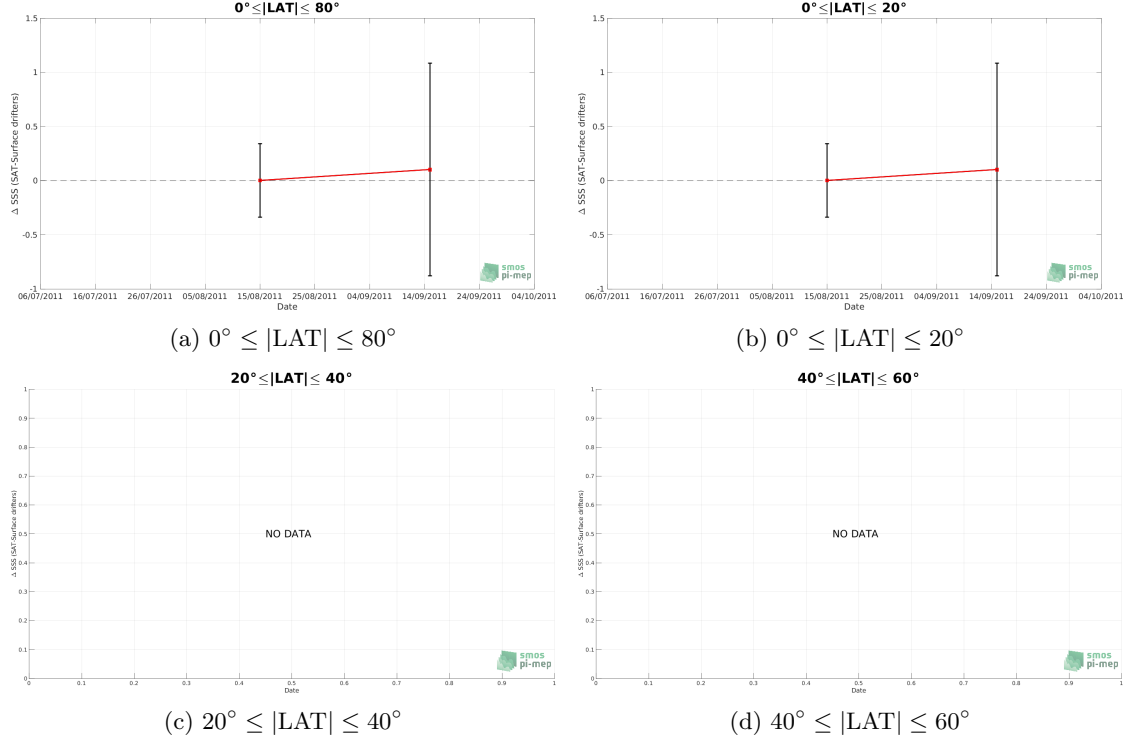 0°≤|LAT|≤ 80°
1.5
1
0.5
0
-0.5
-1
Δ SSS (SAT-Surface drifters)
06/07/2011 16/07/2011 26/07/2011 05/08/2011 15/08/2011 25/08/2011 04/09/2011 14/09/2011 24/09/2011 04/10/2011
Date
smos
pi-mep
(a) 0° ≤ |LAT| ≤ 80°
0°≤|LAT|≤ 20°
1.5
1
0.5
0
-0.5
-1
Δ SSS (SAT-Surface drifters)
06/07/2011 16/07/2011 26/07/2011 05/08/2011 15/08/2011 25/08/2011 04/09/2011 14/09/2011 24/09/2011 04/10/2011
Date
smos
pi-mep
(b) 0° ≤ |LAT| ≤ 20°
20°≤|LAT|≤ 40°
1
0.9
0.8
0.7
0.6
0.5
0.4
0.3
0.2
0.1
0
Δ SSS (SAT-Surface drifters)
NO DATA
0 0.1 0.2 0.3 0.4 0.5 0.6 0.7 0.8 0.9 1
Date
smos
pi-mep
(c) 20° ≤ |LAT| ≤ 40°
40°≤|LAT|≤ 60°
1
0.9
0.8
0.7
0.6
0.5
0.4
0.3
0.2
0.1
0
Δ SSS (SAT-Surface drifters)
NO DATA
0 0.1 0.2 0.3 0.4 0.5 0.6 0.7 0.8 0.9 1
Date
smos
pi-mep
(d) 40° ≤ |LAT| ≤ 60°